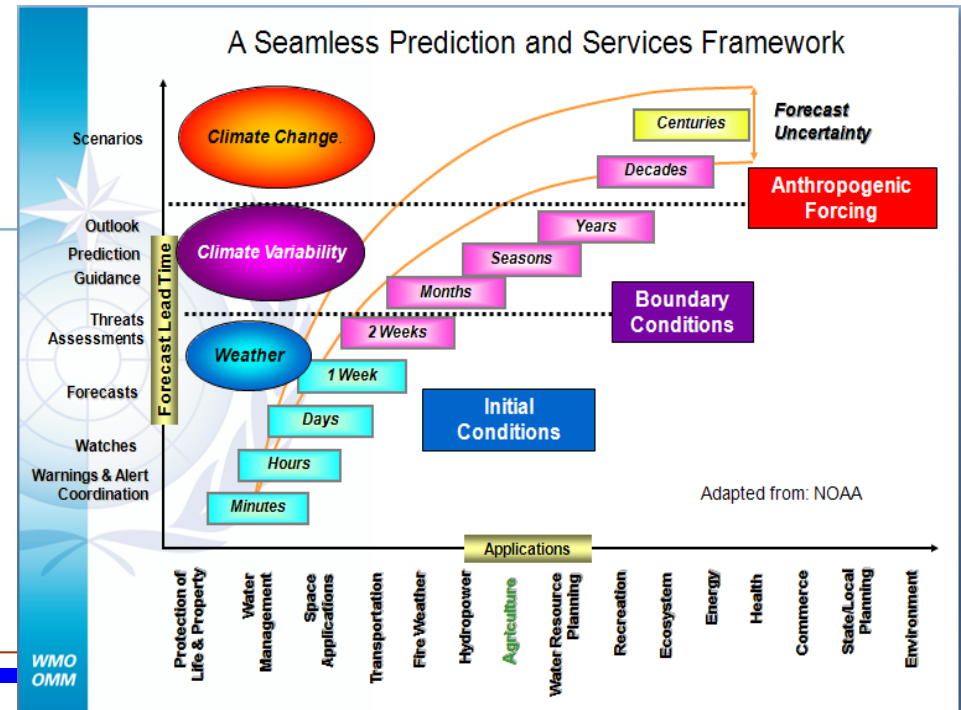 A Seamless Prediction and Services Framework
Scenarios
Outlook
Prediction
Guidance
Threats
Assessments
Forecasts
Watches
Warnings & Alert
Coordination
Forecast Lead Time
Climate Change.
Climate Variability
Weather
Centuries
Decades
Years
Seasons
Months
2 Weeks
1 Week
Days
Hours
Minutes
Forecast
Uncertainty
Anthropogenic
Forcing
Boundary
Conditions
Initial
Conditions
Adapted from: NOAA
Applications
Protection of
Life & Property
Water
Management
Space
Applications
Transportation
Fire Weather
Hydropower
Agriculture
Water Resource
Planning
Recreation
Ecosystem
Energy
Health
Commerce
State/Local
Planning
Environment
WMO
OMM